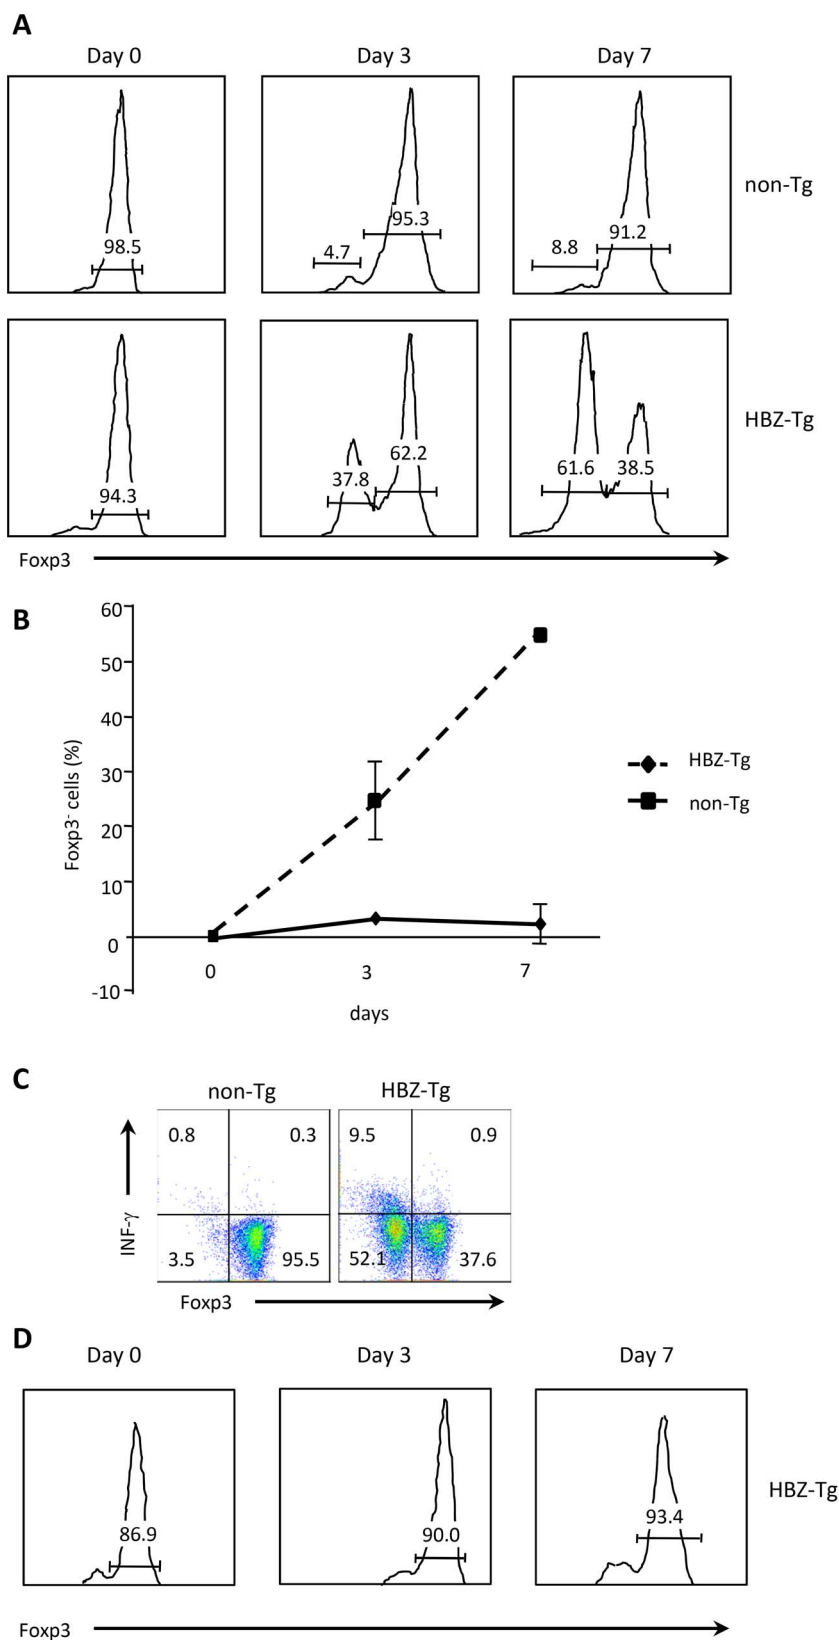 A
Day 0 Day 3 Day 7
98.5 4.7 95.3 8.8 91.2 non-Tg
94.3 37.8 62.2 61.6 38.5 HBZ-Tg
Foxp3
B
60
50
40
30
20
10
0
-10
Foxp3- cells (%)
0 3 7
days
HBZ-Tg
non-Tg
C
non-Tg HBZ-Tg
0.8 0.3 9.5 0.9
3.5 95.5 52.1 37.6
INF-γ
Foxp3
D
Day 0 Day 3 Day 7
86.9 90.0 93.4 HBZ-Tg
Foxp3